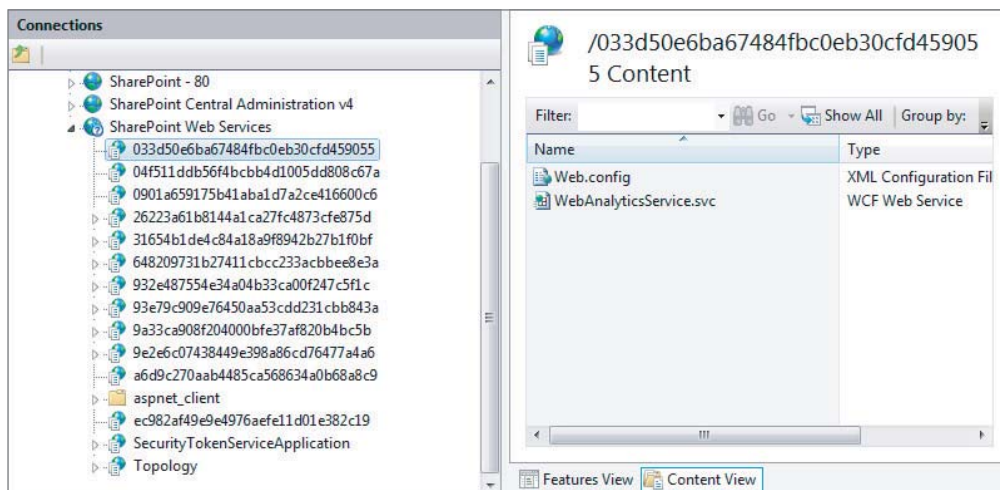 Connections
SharePoint - 80
SharePoint Central Administration v4
SharePoint Web Services
033d50e6ba67484fbc0eb30cfd459055
04f511ddb56f4bcbb4d1005dd808c67a
0901a659175b41aba1d7a2ce416600c6
26223a61b8144a1ca27fc4873cfe875d
31654b1de4c84a18a9f8942b27b1f0bf
648209731b27411cbcc233acbbee8e3a
932e487554e34a04b33ca00f247c5f1c
93e79c909e76450aa53cdd231cbb843a
9a33ca908f204000bfe37af820b4bc5b
9e2e6c07438449e398a86cd76477a4a6
a6d9c270aab4485ca568634a0b68a8c9
aspnet_client
ec982af49e9e4976aefe11d01e382c19
SecurityTokenServiceApplication
Topology
/033d50e6ba67484fbc0eb30cfd45905
5 Content
Filter: Go Show All Group by:
Name Type
Web.config XML Configuration Fil
WebAnalyticsService.svc WCF Web Service
Features View Content View